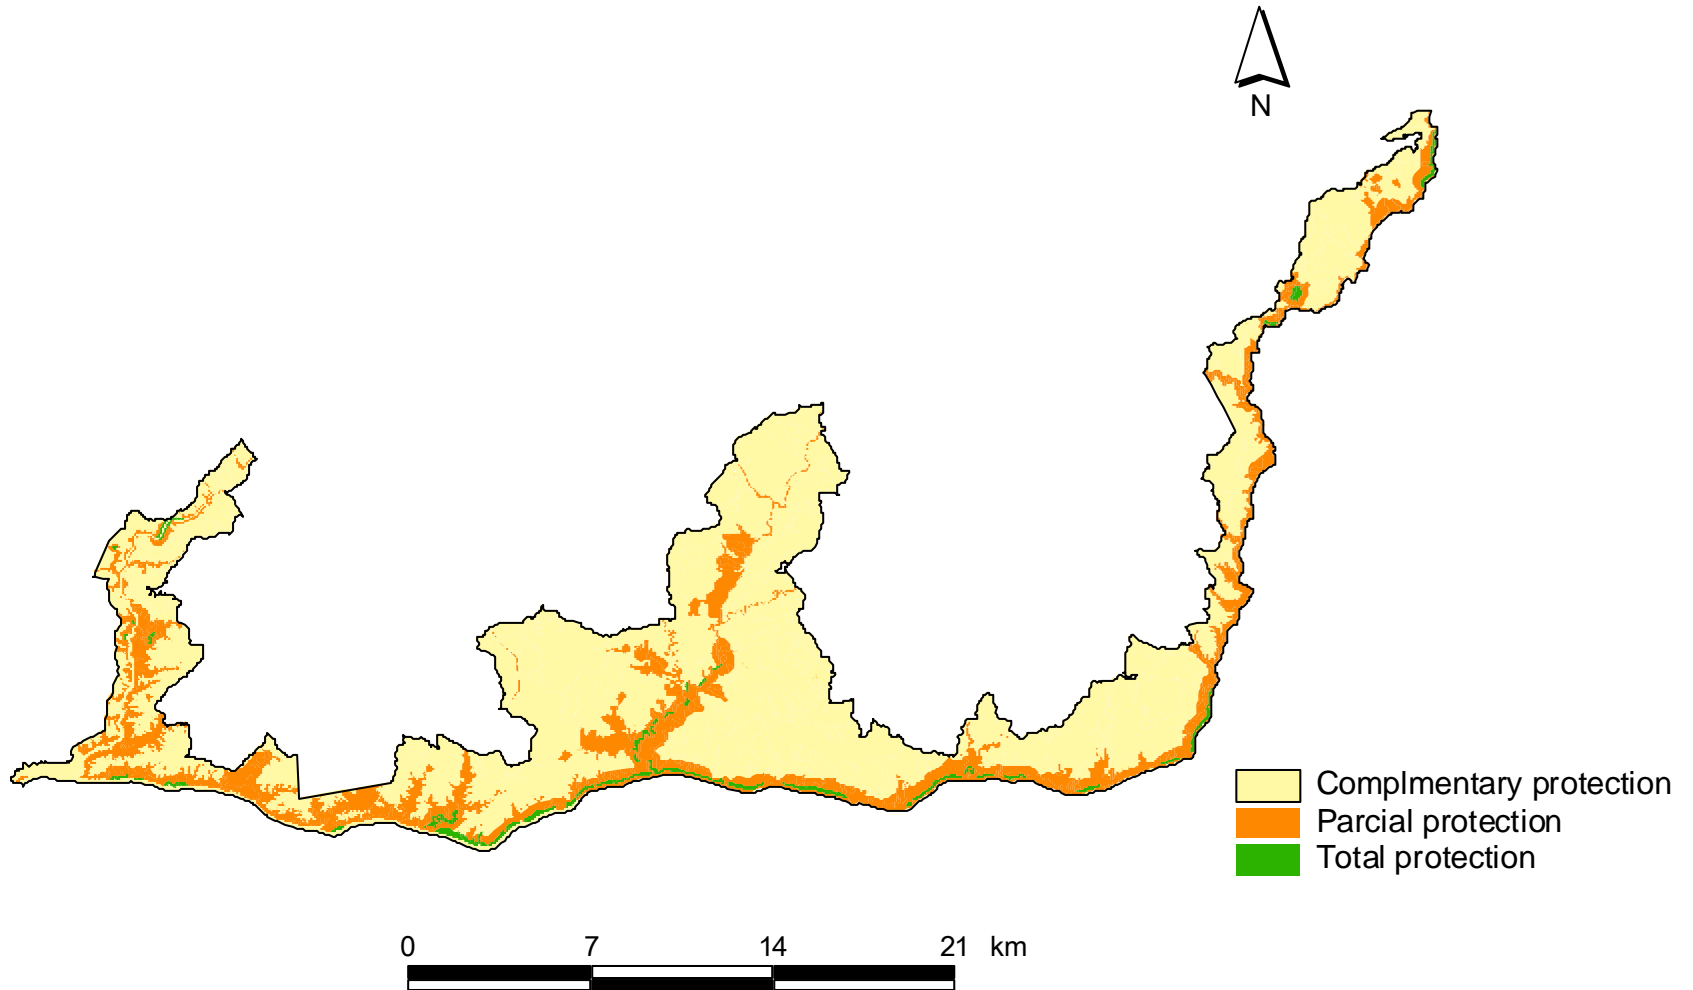 N
Complmentary protection
Parcial protection
Total protection
0 7 14 21 km